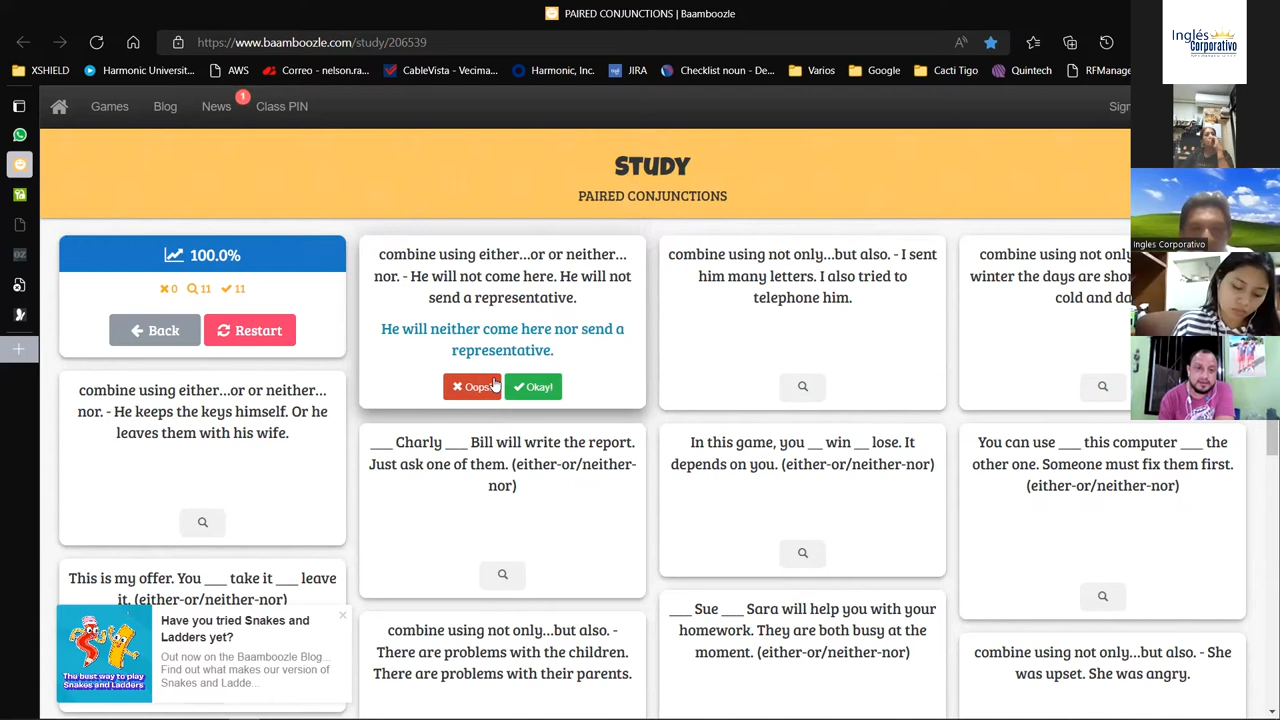 PAIRED CONJUNCTIONS | Baamboozle
https://www.baamboozle.com/study/206539
XSHIELD
Harmonic Universit...
AWS
Correo - nelson.ra...
CableVista - Vecima...
Harmonic, Inc.
JIRA
Checklist noun - De...
Varios
Google
Cacti Tigo
Quintech
RFManage
Inglés
Corporativo
Games
Blog
News
1
Class PIN
Sign
STUDY
PAIRED CONJUNCTIONS
Ingles Corporativo
100.0%
0
11
11
Back
Restart
combine using either...or or neither...
nor. - He will not come here. He will not
send a representative.
He will neither come here nor send a
representative.
Oops!
Okay!
combine using not only...but also. - I sent
him many letters. I also tried to
telephone him.
combine using not only
winter the days are shor
cold and da
combine using either...or or neither...
nor. - He keeps the keys himself. Or he
leaves them with his wife.
___ Charly ___ Bill will write the report.
Just ask one of them. (either-or/neither-
nor)
In this game, you __ win __ lose. It
depends on you. (either-or/neither-nor)
You can use ___ this computer ___ the
other one. Someone must fix them first.
(either-or/neither-nor)
This is my offer. You ___ take it ___ leave
it. (either-or/neither-nor)
combine using not only...but also. -
There are problems with the children.
There are problems with their parents.
___ Sue ___ Sara will help you with your
homework. They are both busy at the
moment. (either-or/neither-nor)
combine using not only...but also. - She
was upset. She was angry.
Have you tried Snakes and
Ladders yet?
Out now on the Baamboozle Blog...
Find out what makes our version of
Snakes and Ladde...
The best way to play
Snakes and Ladders